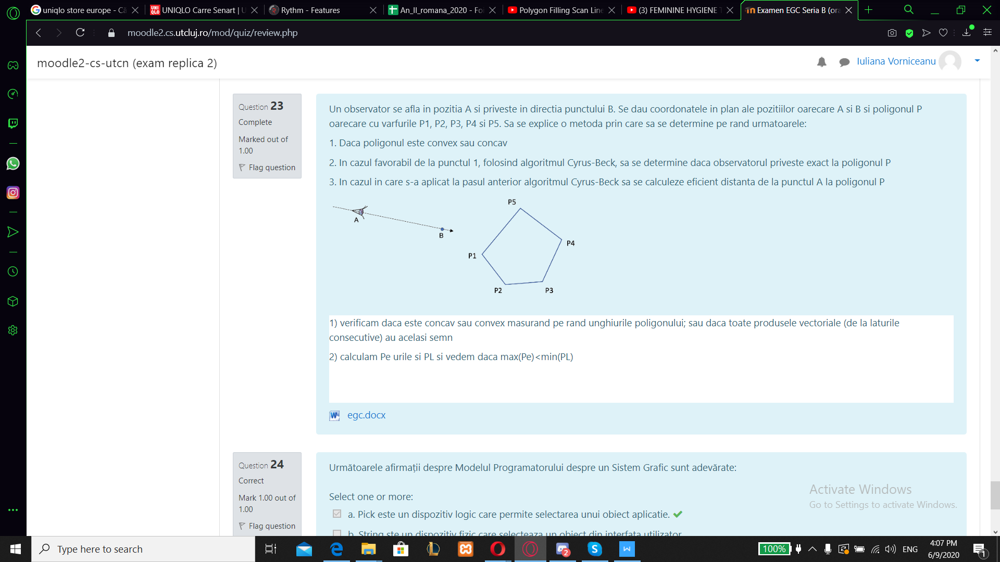 uniqlo store europe - Că
UNIQLO Carre Senart | U
Rythm - Features
An_II_romana_2020 - Foi
Polygon Filling Scan Line
(3) FEMININE HYGIENE T
Examen EGC Seria B (ora
moodle2.cs.utcluj.ro/mod/quiz/review.php
moodle2-cs-utcn (exam replica 2)
Iuliana Vorniceanu
Question 23
Complete
Marked out of
1.00
Flag question
Un observator se afla in pozitia A si priveste in directia punctului B. Se dau coordonatele in plan ale pozitiilor oarecare A si B si poligonul P
oarecare cu varfurile P1, P2, P3, P4 si P5. Sa se explice o metoda prin care sa se determine pe rand urmatoarele:
1. Daca poligonul este convex sau concav
2. In cazul favorabil de la punctul 1, folosind algoritmul Cyrus-Beck, sa se determine daca observatorul priveste exact la poligonul P
3. In cazul in care s-a aplicat la pasul anterior algoritmul Cyrus-Beck sa se calculeze eficient distanta de la punctul A la poligonul P
P5
A
B
P4
P1
P2
P3
1) verificam daca este concav sau convex masurand pe rand unghiurile poligonului; sau daca toate produsele vectoriale (de la laturile
consecutive) au acelasi semn
2) calculam Pe urile si PL si vedem daca max(Pe)<min(PL)
egc.docx
Question 24
Correct
Mark 1.00 out of
1.00
Flag question
Următoarele afirmații despre Modelul Programatorului despre un Sistem Grafic sunt adevărate:
Select one or more:
a. Pick este un dispozitiv logic care permite selectarea unui obiect aplicatie.
b. String ste un dispozitiv fizic care selecteaza un obiect din interfata utilizator
Activate Windows
Go to Settings to activate Windows.
Type here to search
2
100%
ENG
4:07 PM
6/9/2020
1